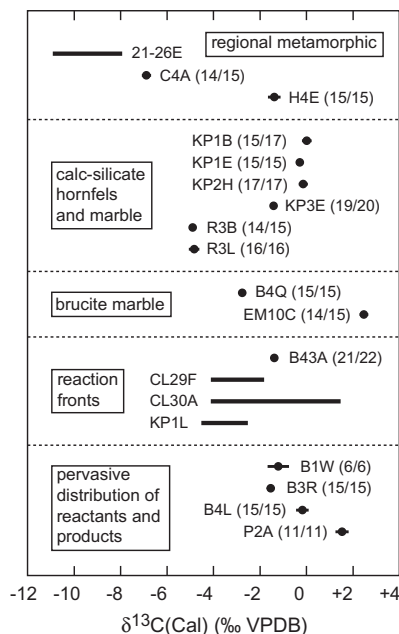 regional metamorphic
21-26E
C4A (14/15)
H4E (15/15)
KP1B (15/17)
KP1E (15/15)
KP2H (17/17)
KP3E (19/20)
R3B (14/15)
R3L (16/16)
calc-silicate
hornfels
and marble
B4Q (15/15)
EM10C (14/15)
brucite marble
B43A (21/22)
CL29F
CL30A
KP1L
reaction
fronts
B1W (6/6)
B3R (15/15)
B4L (15/15)
P2A (11/11)
pervasive
distribution of
reactants and
products
-12 -10 -8 -6 -4 -2 0 +2 +4
δ¹³C(Cal) (‰ VPDB)